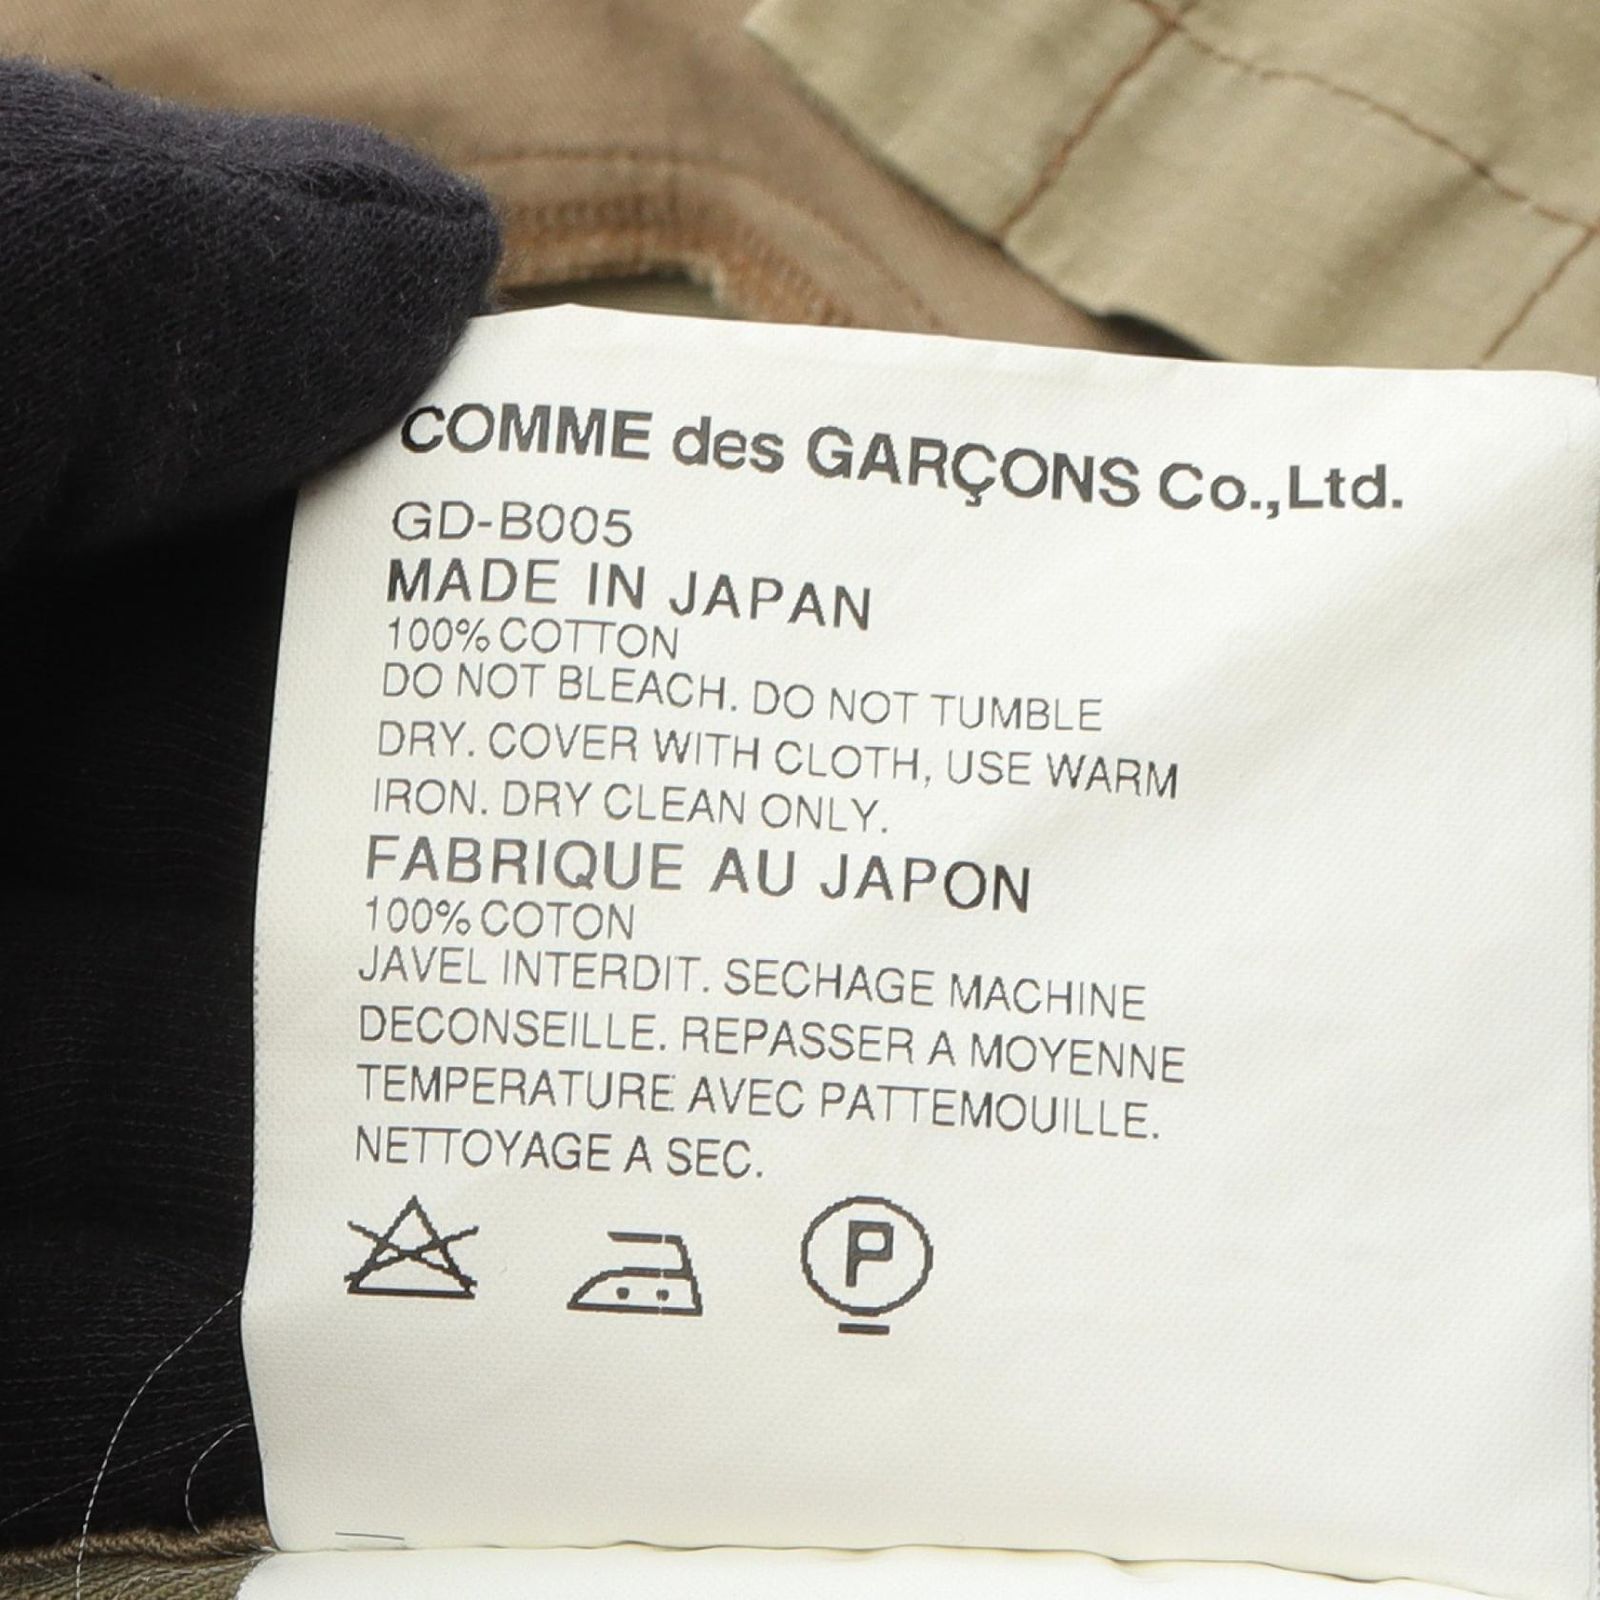 COMME des GARÇONS Co.,Ltd.
GD-B005
MADE IN JAPAN
100% COTTON
DO NOT BLEACH. DO NOT TUMBLE
DRY. COVER WITH CLOTH, USE WARM
IRON. DRY CLEAN ONLY.
FABRIQUE AU JAPON
100% COTON
JAVEL INTERDIT. SECHAGE MACHINE
DECONSEILLE. REPASSER A MOYENNE
TEMPERATURE AVEC PATTEMOUILLE.
NETTOYAGE A SEC.
P